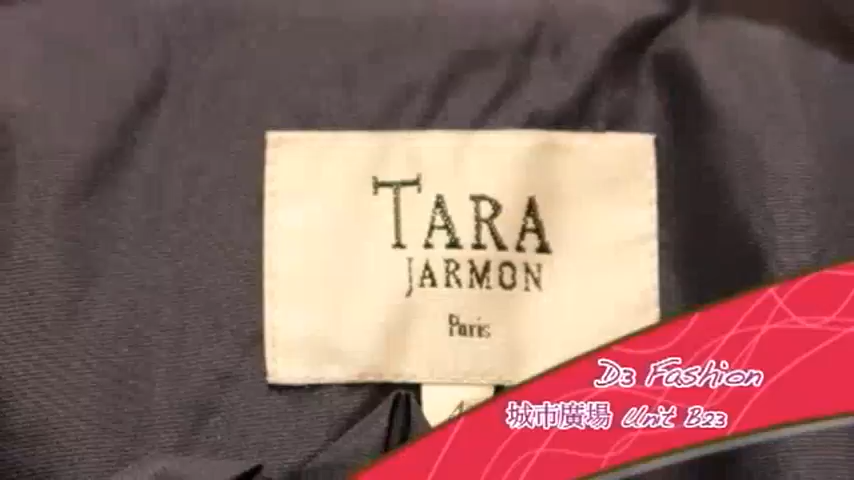 TARA
JARMON
Paris
D3 Fashion
城市廣場 Unit B23